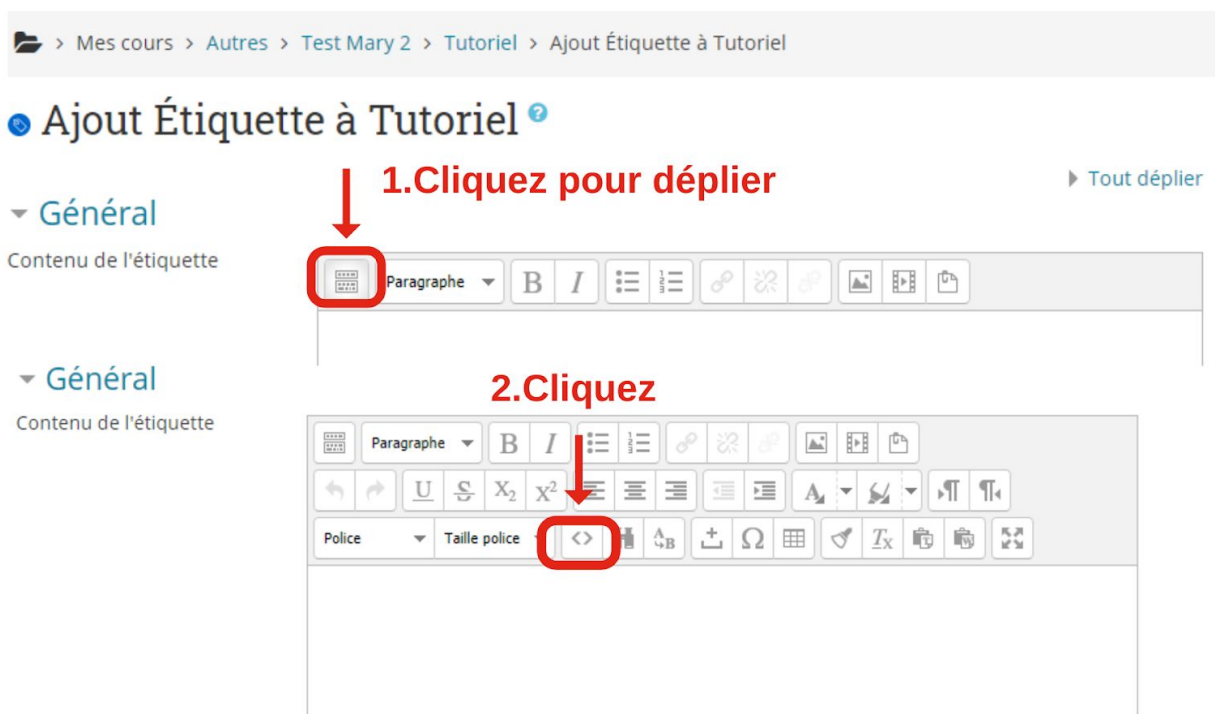 > Mes cours > Autres > Test Mary 2 > Tutoriel > Ajout Étiquette à Tutoriel
Ajout Étiquette à Tutoriel ?
1.Cliquez pour déplier
Tout déplier
Général
Contenu de l'étiquette
Paragraphe B I
Général
2.Cliquez
Contenu de l'étiquette
Paragraphe B I
U S X₂ X² A
Police Taille police <> A B Ω Tx